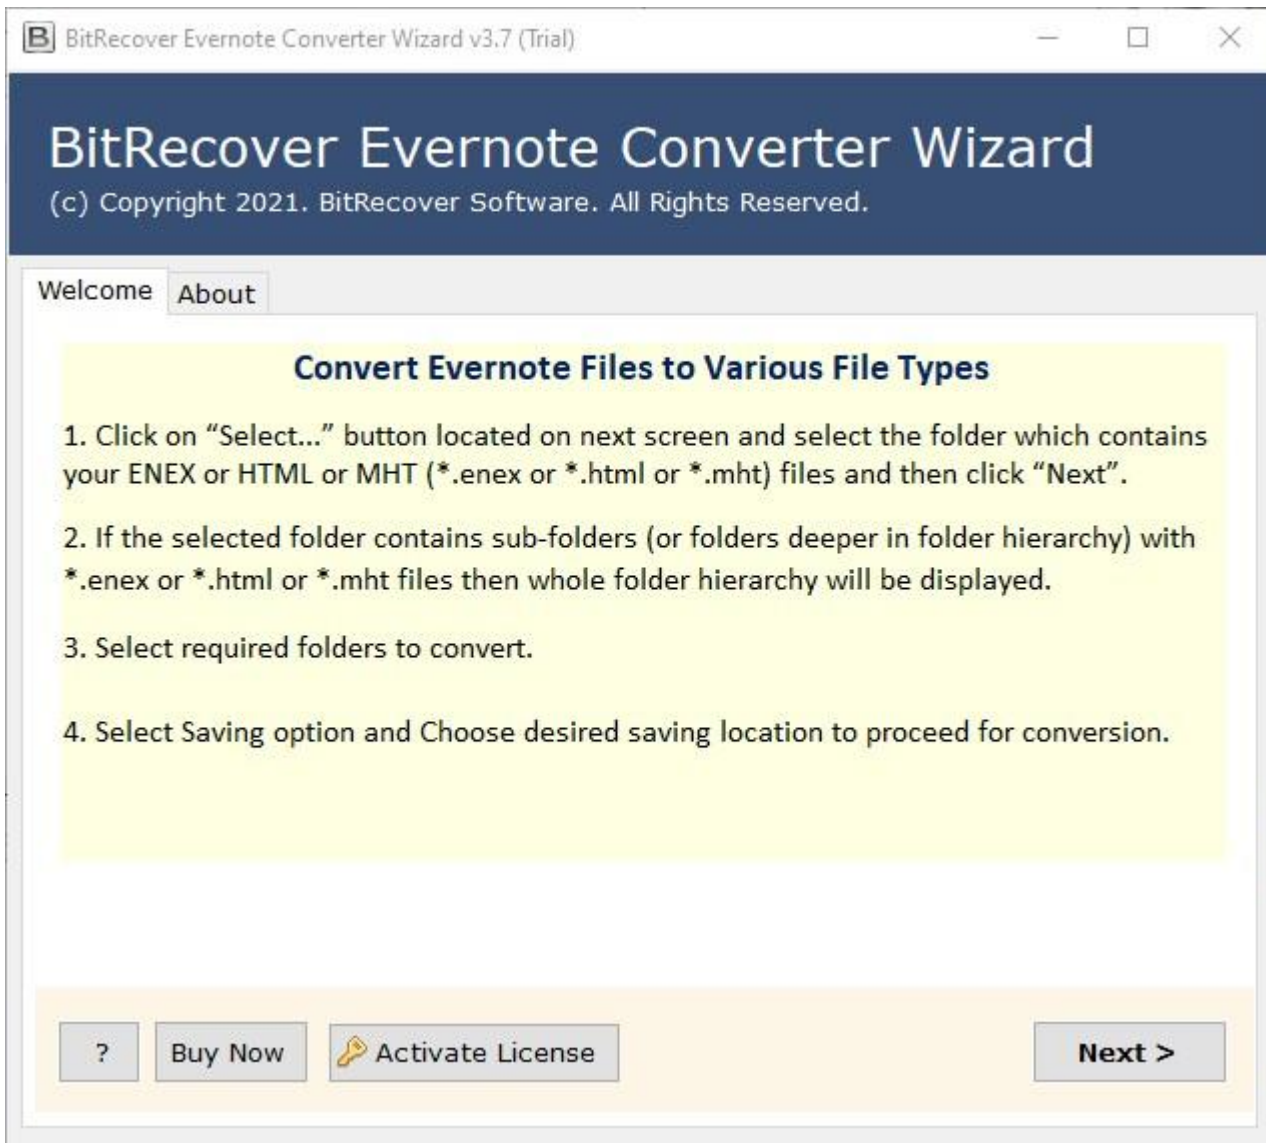 B BitRecover Evernote Converter Wizard v3.7 (Trial)
BitRecover Evernote Converter Wizard
(c) Copyright 2021. BitRecover Software. All Rights Reserved.
Welcome About
Convert Evernote Files to Various File Types
1. Click on “Select...” button located on next screen and select the folder which contains
your ENEX or HTML or MHT (*.enex or *.html or *.mht) files and then click “Next”.
2. If the selected folder contains sub-folders (or folders deeper in folder hierarchy) with
*.enex or *.html or *.mht files then whole folder hierarchy will be displayed.
3. Select required folders to convert.
4. Select Saving option and Choose desired saving location to proceed for conversion.
? Buy Now Activate License Next >